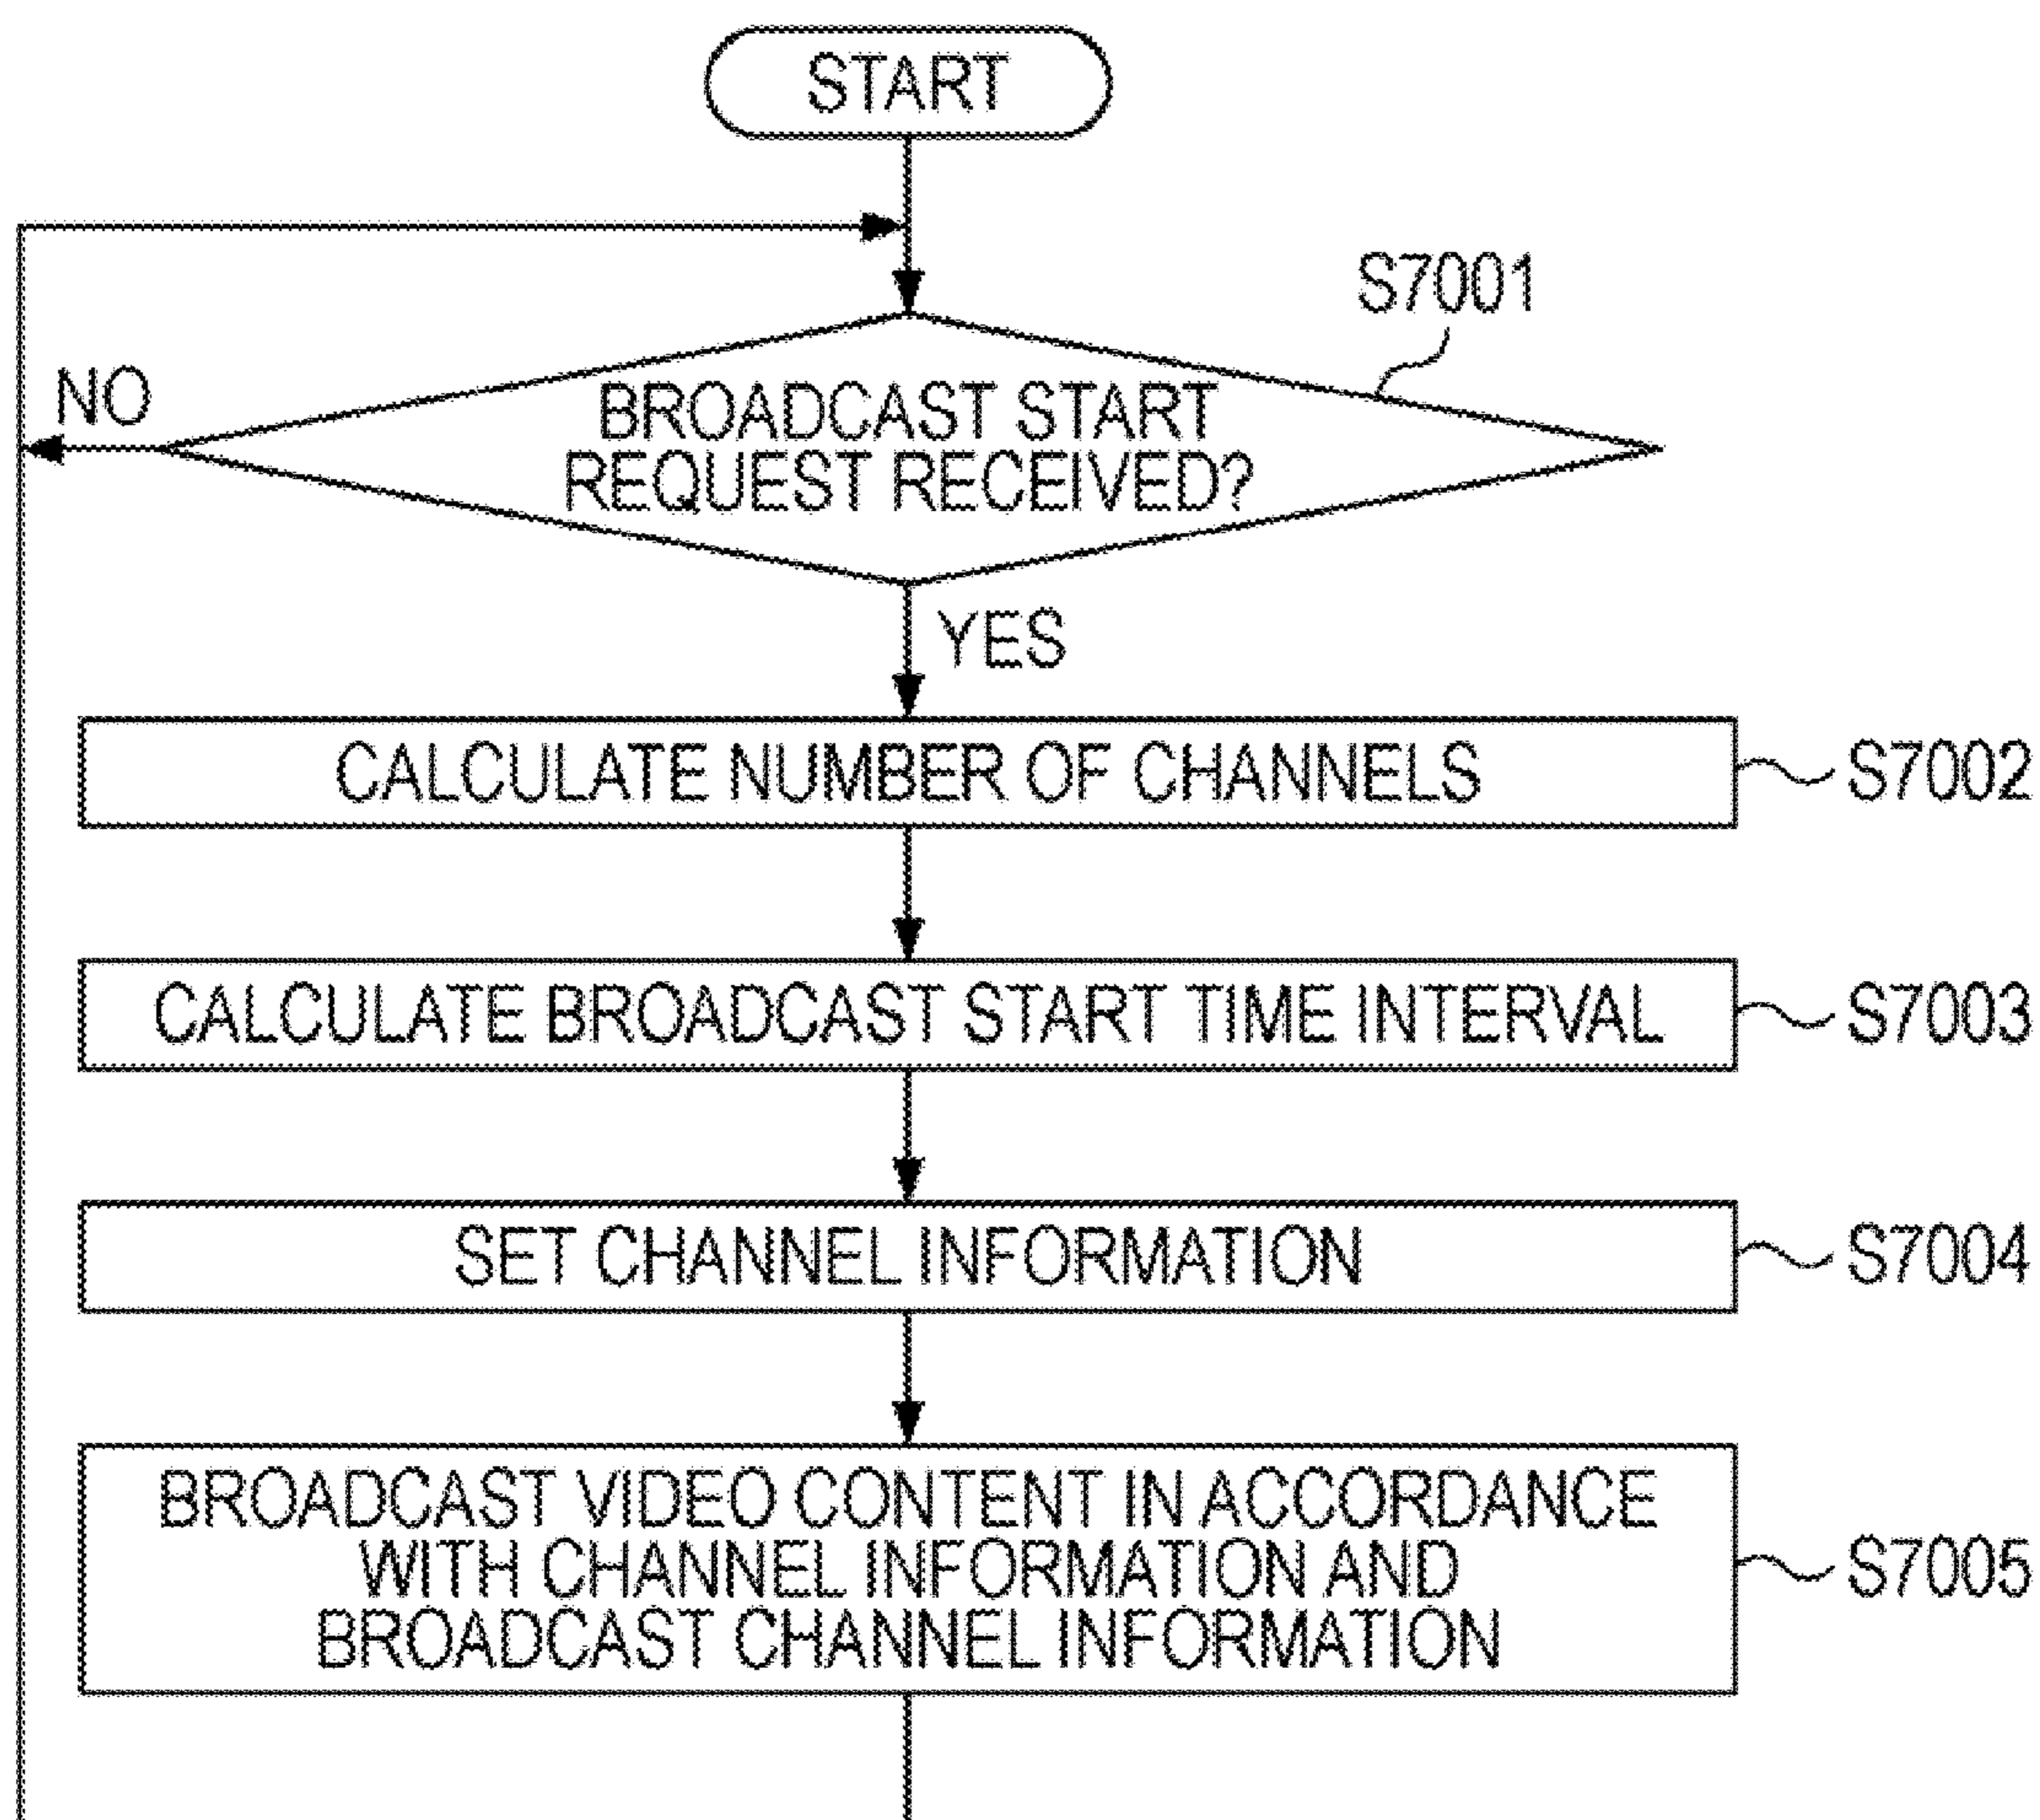 START
S7001
NO
BROADCAST START
REQUEST RECEIVED?
YES
CALCULATE NUMBER OF CHANNELS
S7002
CALCULATE BROADCAST START TIME INTERVAL
S7003
SET CHANNEL INFORMATION
S7004
BROADCAST VIDEO CONTENT IN ACCORDANCE
WITH CHANNEL INFORMATION AND
BROADCAST CHANNEL INFORMATION
S7005